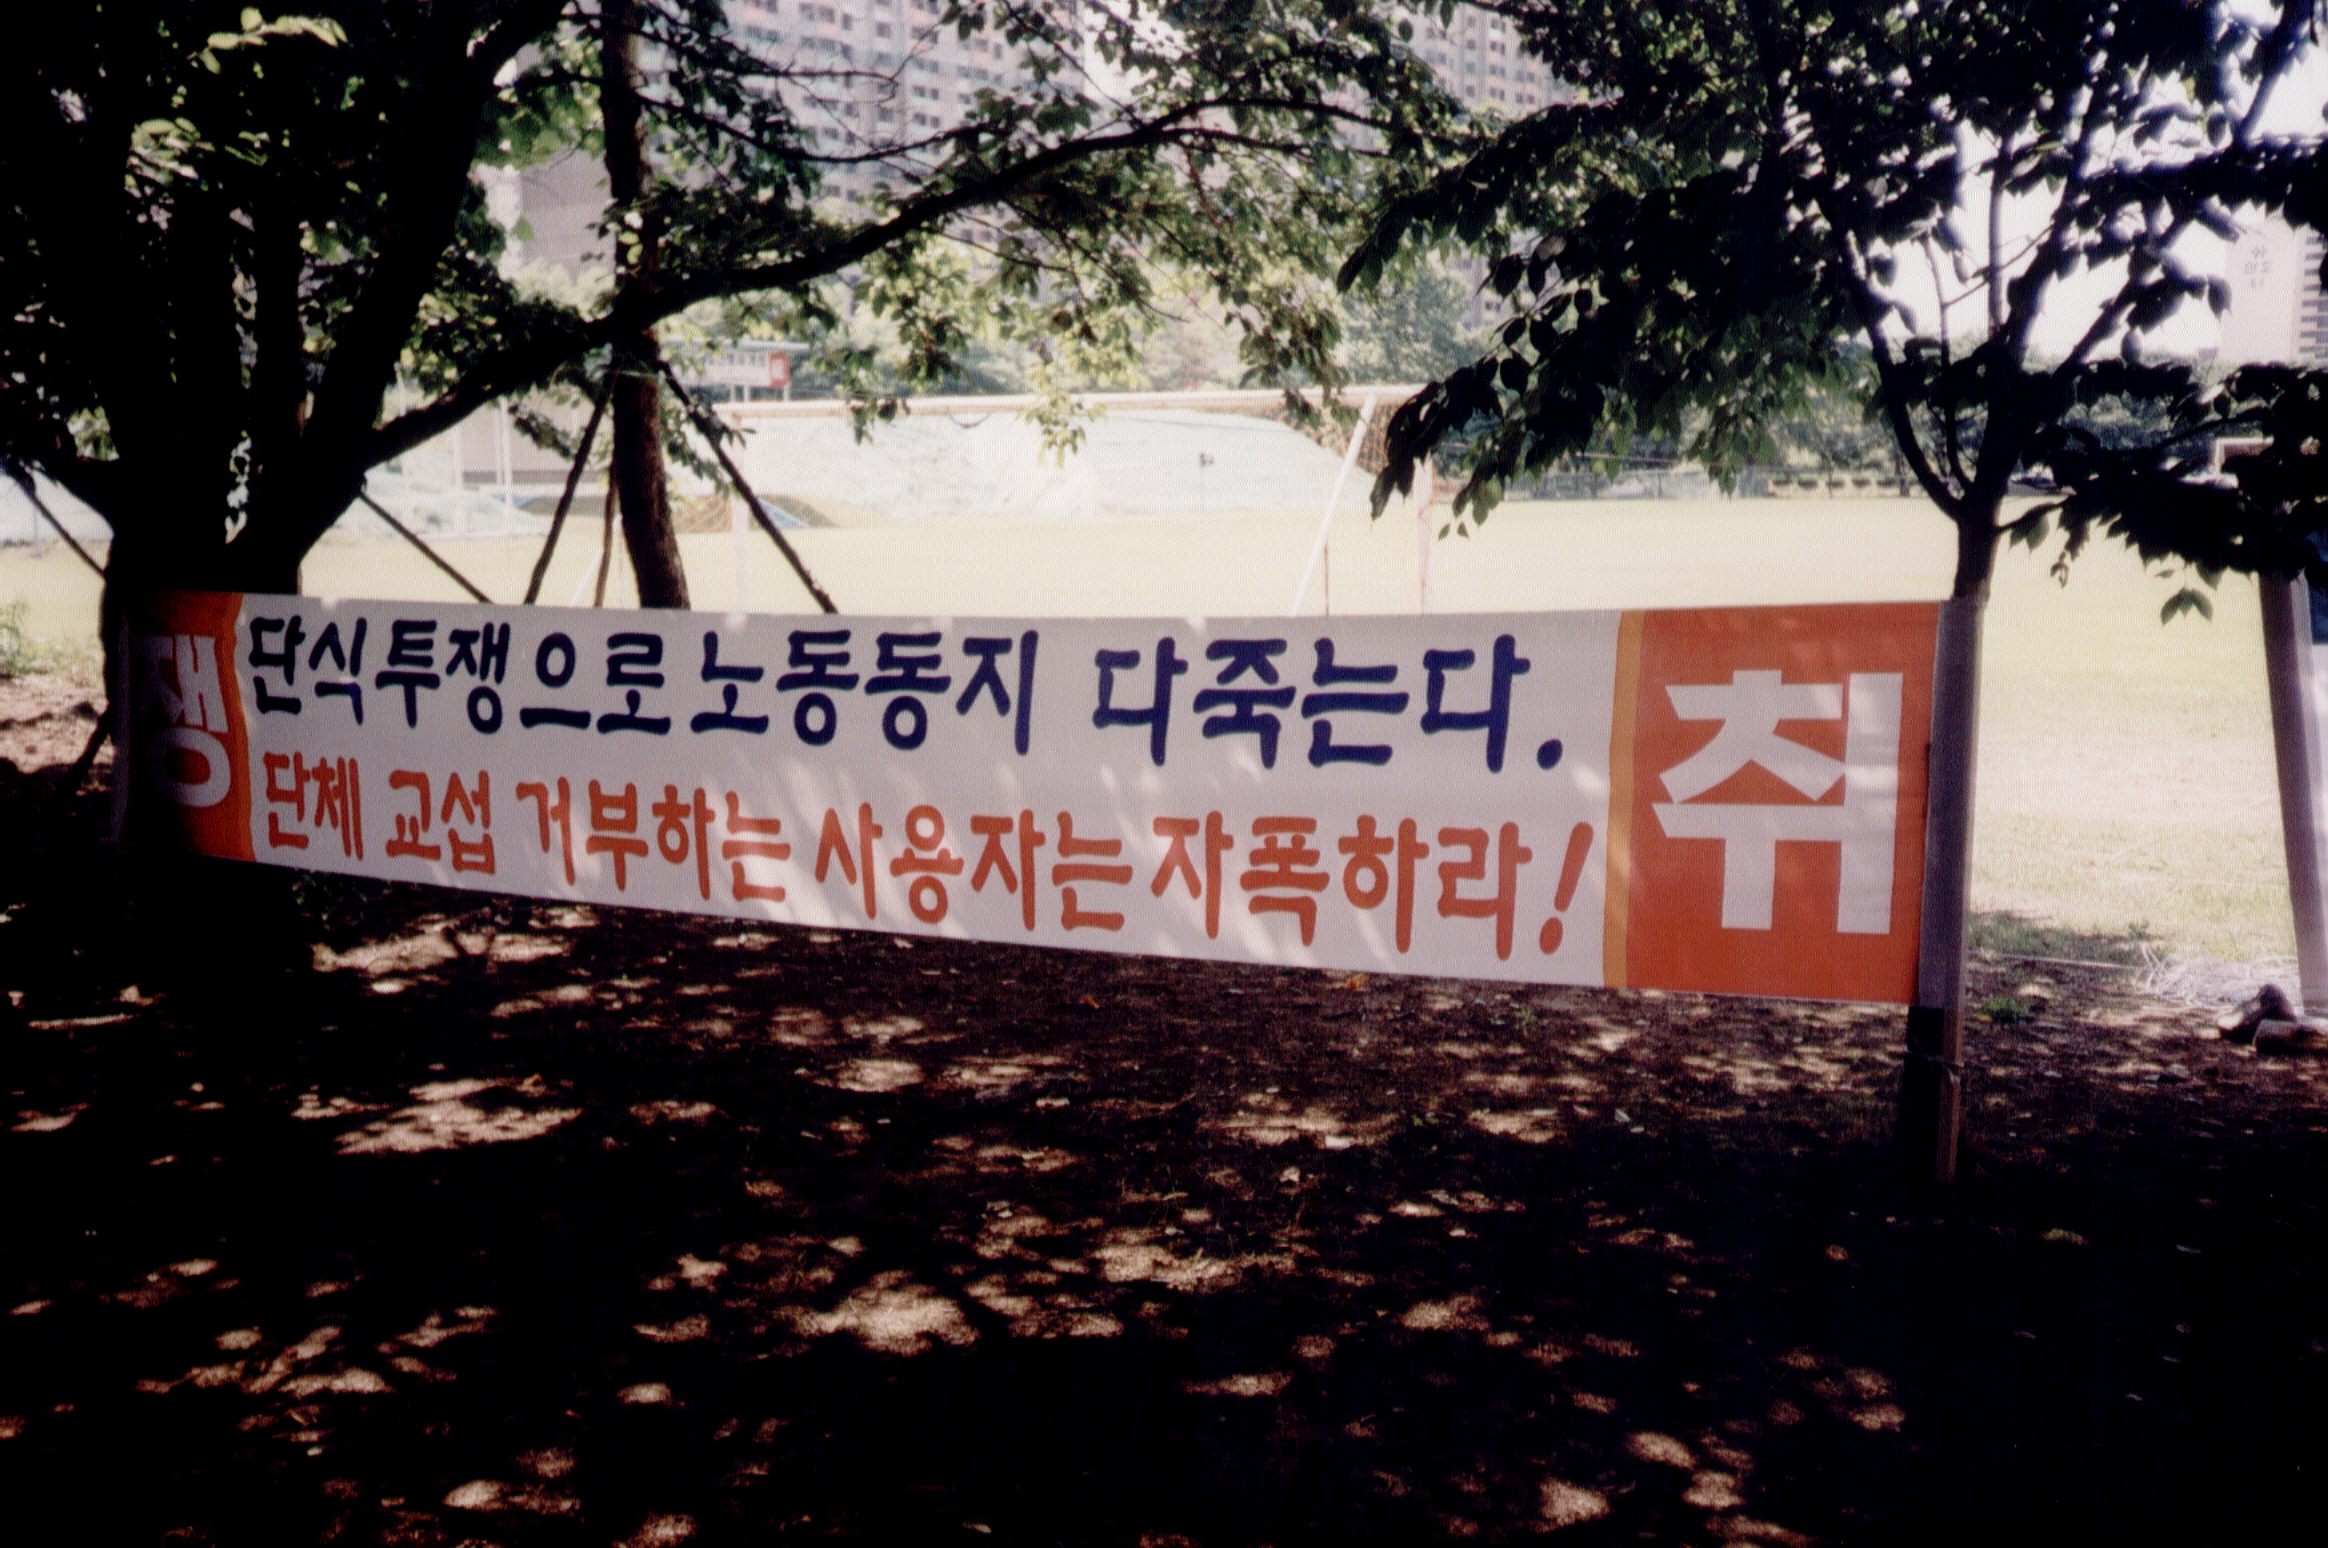 쟁
단식투쟁으로 노동동지 다죽는다.
단체 교섭 거부하는 사용자는 자폭하라!
취